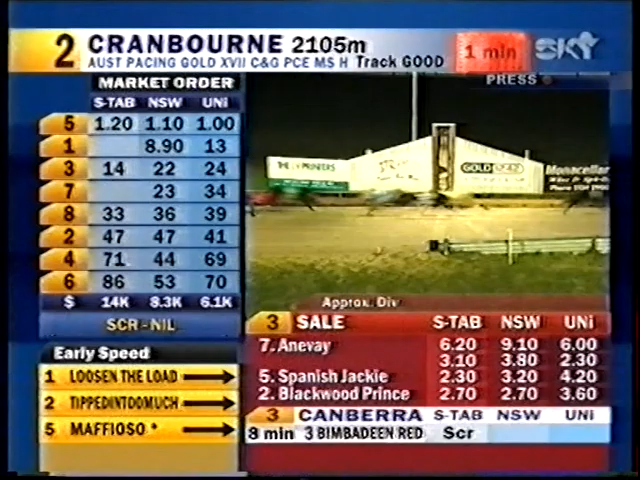 2 CRANBOURNE 2105m 1 min SKY
AUST PACING GOLD XVII C&G PCE MS H Track GOOD
PRESS
MARKET ORDER
S-TAB NSW UNi
5 1.20 1.10 1.00
1 8.90 13
3 14 22 24
7 23 34
8 33 36 39
2 47 47 41
4 71 44 69
6 86 53 70
$ 14K 8.3K 6.1K
SCR-NIL
Early Speed
1 LOOSEN THE LOAD
2 TIPPEDINTOOMUCH
5 MAFFIOSO *
GOLD
Approx. Div
3 SALE S-TAB NSW UNi
7. Anevay 6.20 9.10 6.00
3.10 3.80 2.30
5. Spanish Jackie 2.30 3.20 4.20
2. Blackwood Prince 2.70 2.70 3.60
3 CANBERRA S-TAB NSW UNi
8 min 3 BIMBADEEN RED Scr